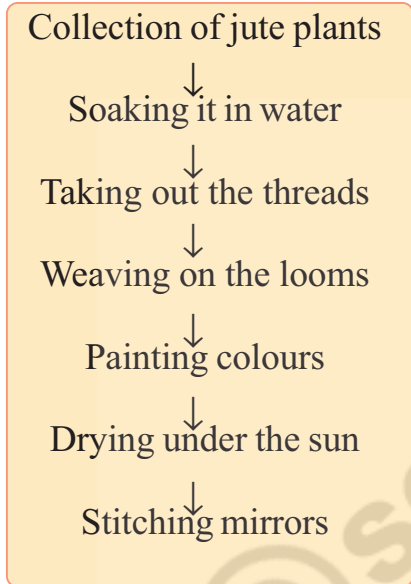 Collection of jute plants
↓
Soaking it in water
↓
Taking out the threads
↓
Weaving on the looms
↓
Painting colours
↓
Drying under the sun
↓
Stitching mirrors